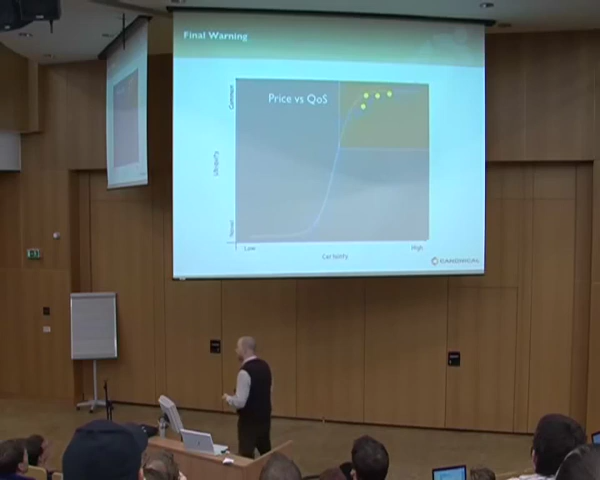 Final Warning
Price vs QoS
Common
Ubiquity
Novel
Low
High
Certainty
CANONICAL